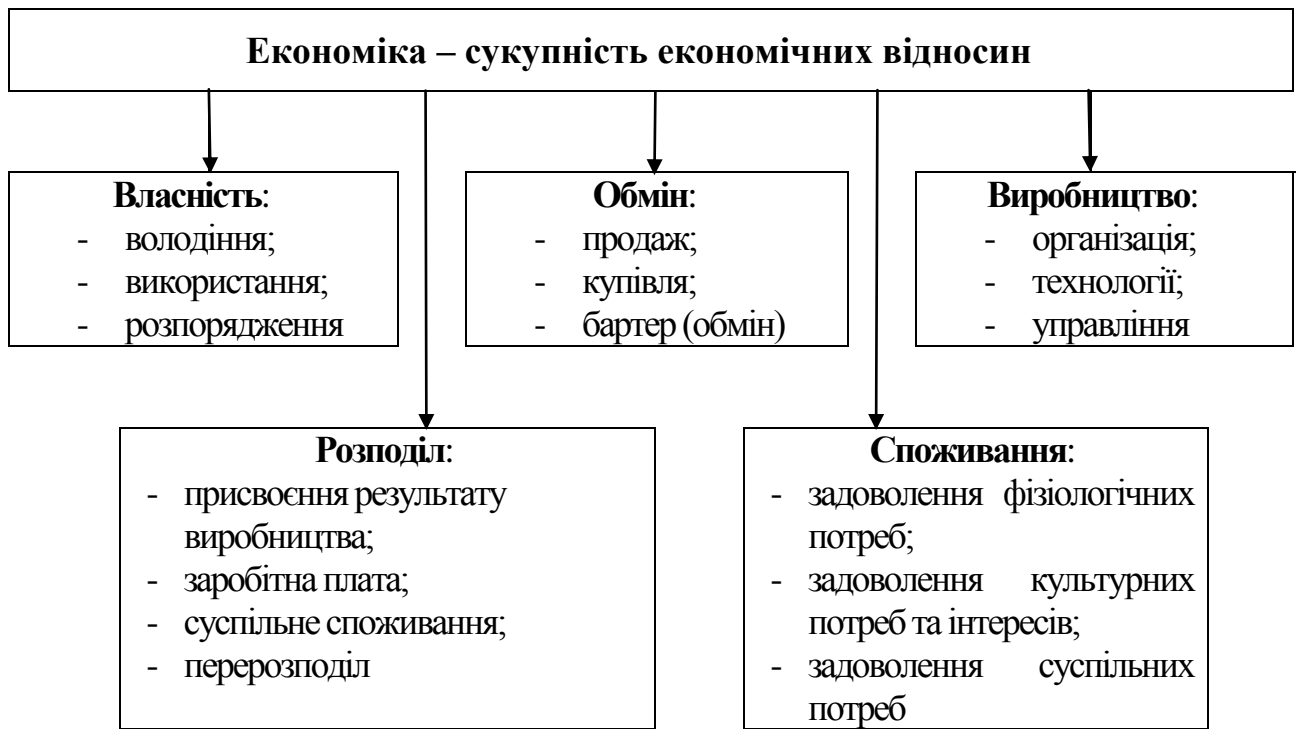 Економіка – сукупність економічних відносин
Власність:
- володіння;
- використання;
- розпорядження
Обмін:
- продаж;
- купівля;
- бартер (обмін)
Виробництво:
- організація;
- технології;
- управління
Розподіл:
- присвоєння результату
виробництва;
- заробітна плата;
- суспільне споживання;
- перерозподіл
Споживання:
- задоволення фізіологічних
потреб;
- задоволення культурних
потреб та інтересів;
- задоволення суспільних
потреб